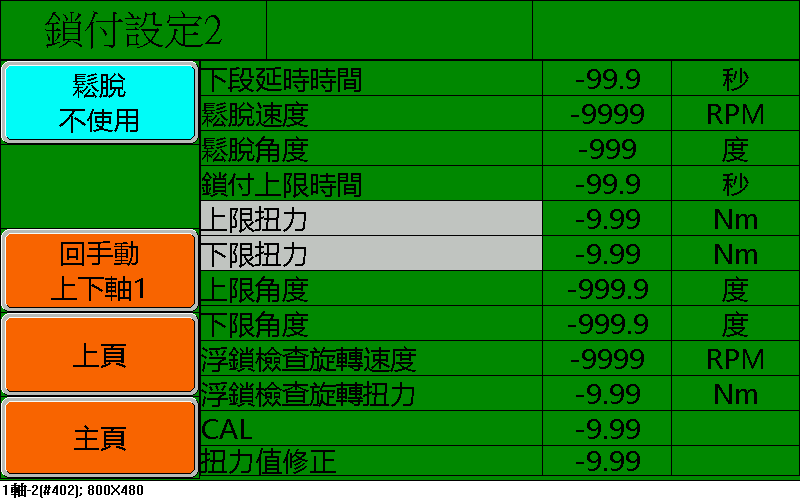 鎖付設定2
鬆脫
不使用
下段延時時間 -99.9 秒
鬆脫速度 -9999 RPM
鬆脫角度 -999 度
鎖付上限時間 -99.9 秒
上限扭力 -9.99 Nm
下限扭力 -9.99 Nm
回手動
上下軸1
上限角度 -999.9 度
下限角度 -999.9 度
上頁
浮鎖檢查旋轉速度 -9999 RPM
浮鎖檢查旋轉扭力 -9.99 Nm
主頁
CAL -9.99
扭力值修正 -9.99
1軸-2(#402); 800X480